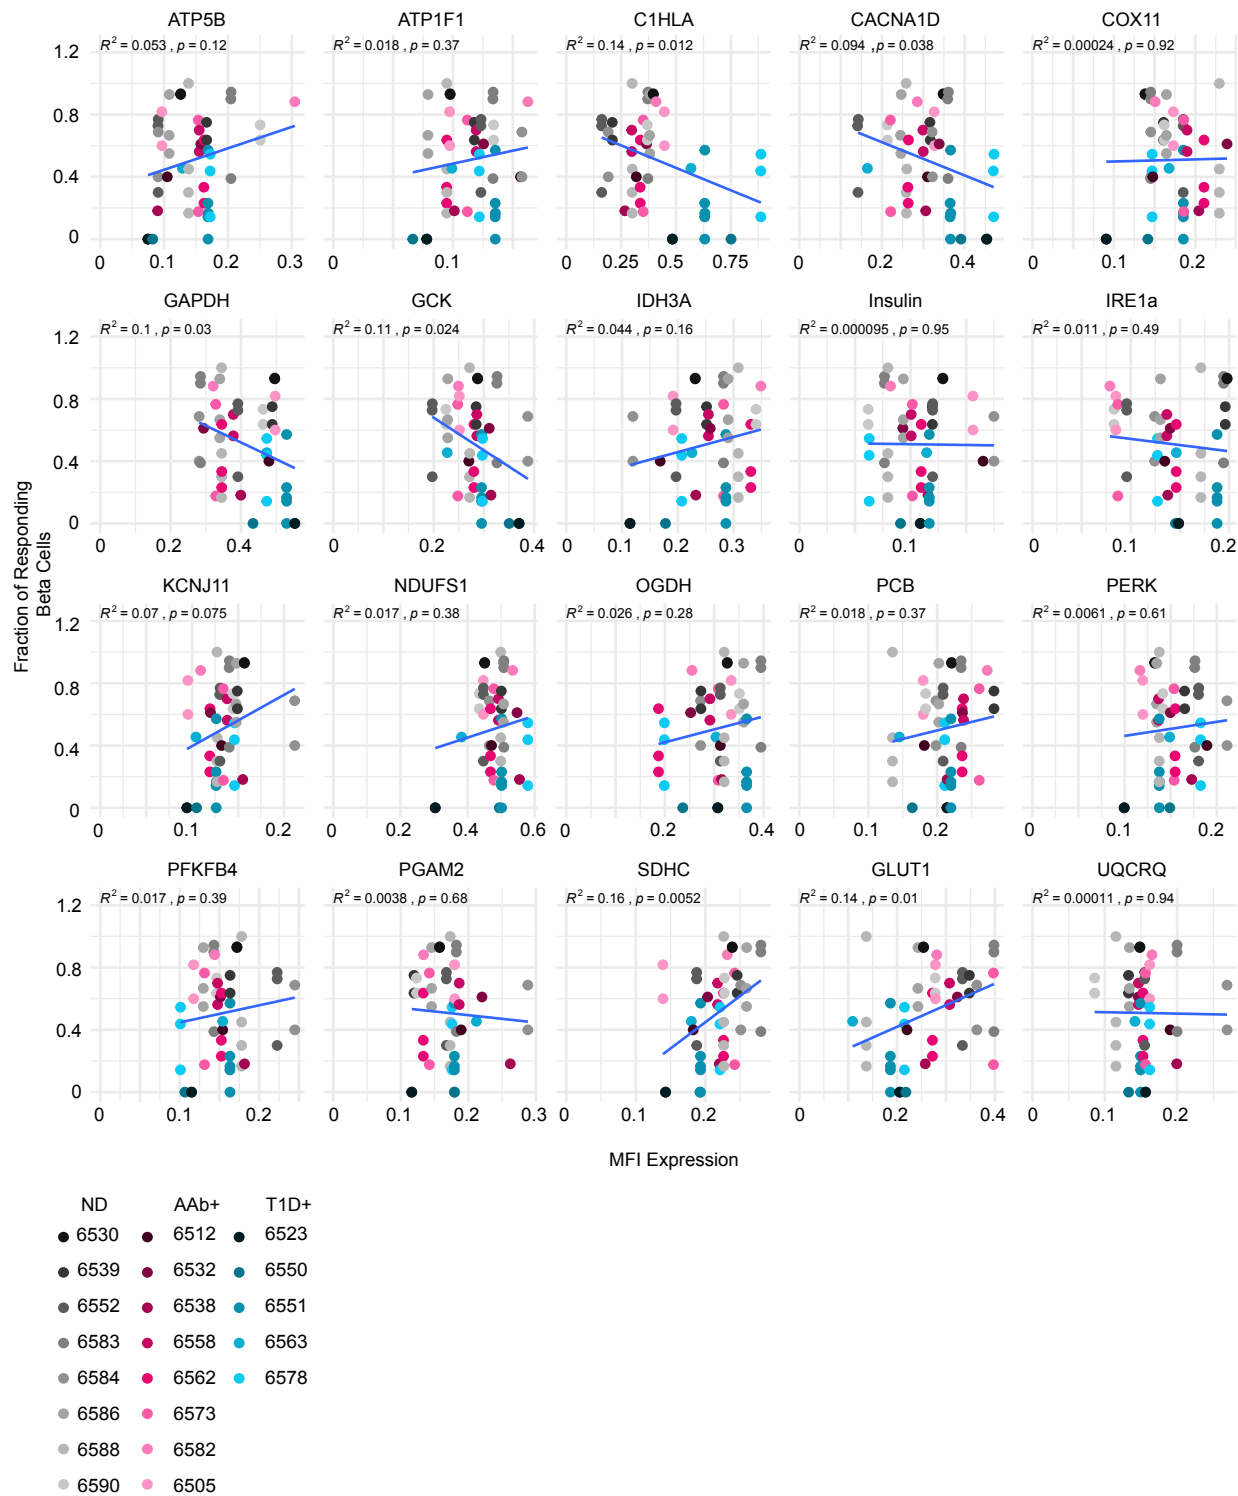 ATP5B ATP1F1 C1HLA CACNA1D COX11
R² = 0.053 , p = 0.12 R² = 0.018 , p = 0.37 R² = 0.14 , p = 0.012 R² = 0.094 , p = 0.038 R² = 0.00024 , p = 0.92
1.2
0.8
0.4
0
0 0.1 0.2 0.3 0 0.1 0 0.25 0.5 0.75 0 0.2 0.4 0 0.1 0.2
GAPDH GCK IDH3A Insulin IRE1a
R² = 0.1 , p = 0.03 R² = 0.11 , p = 0.024 R² = 0.044 , p = 0.16 R² = 0.000095 , p = 0.95 R² = 0.011 , p = 0.49
1.2
0.8
0.4
0
0 0.2 0.4 0 0.2 0.4 0 0.1 0.2 0.3 0 0.1 0 0.1 0.2
Fraction of Responding
Beta Cells
KCNJ11 NDUFS1 OGDH PCB PERK
R² = 0.07 , p = 0.075 R² = 0.017 , p = 0.38 R² = 0.026 , p = 0.28 R² = 0.018 , p = 0.37 R² = 0.0061 , p = 0.61
1.2
0.8
0.4
0
0 0.1 0.2 0 0.2 0.4 0.6 0 0.2 0.4 0 0.1 0.2 0 0.1 0.2
PFKFB4 PGAM2 SDHC GLUT1 UQCRQ
R² = 0.017 , p = 0.39 R² = 0.0038 , p = 0.68 R² = 0.16 , p = 0.0052 R² = 0.14 , p = 0.01 R² = 0.00011 , p = 0.94
1.2
0.8
0.4
0
0 0.1 0.2 0 0.1 0.2 0.3 0 0.2 0 0.2 0.4 0 0.1 0.2
MFI Expression
ND AAb+ T1D+
6530 6512 6523
6539 6532 6550
6552 6538 6551
6583 6558 6563
6584 6562 6578
6586 6573
6588 6582
6590 6505